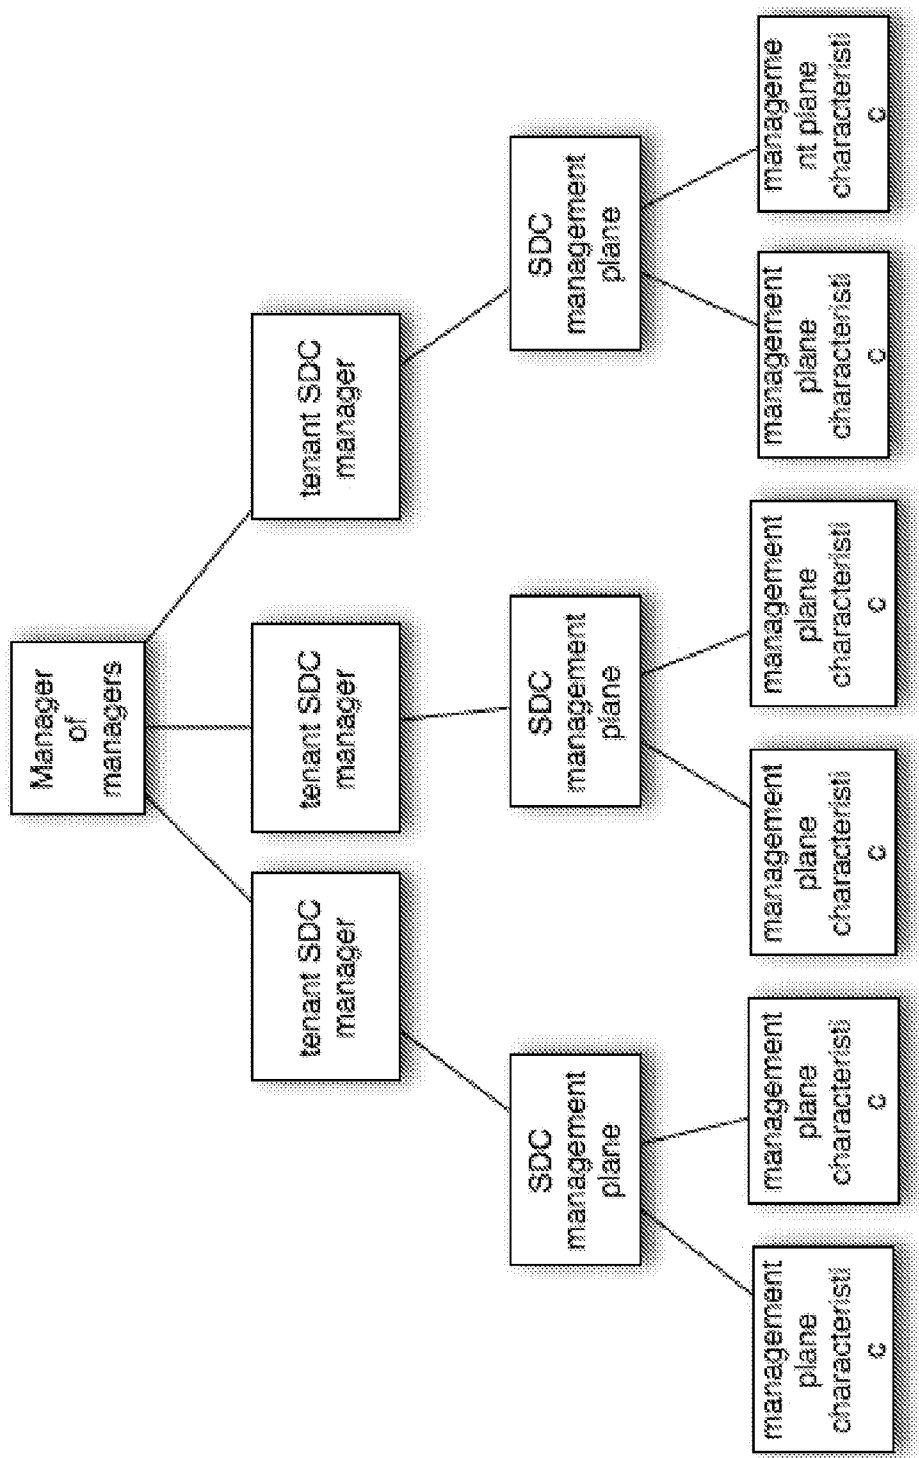 Manager
of
managers
tenant SDC
manager
tenant SDC
manager
tenant SDC
manager
SDC
management
plane
SDC
management
plane
SDC
management
plane
management
plane
characteristi
c
management
plane
characteristi
c
management
plane
characteristi
c
management
plane
characteristi
c
management
plane
characteristi
c
manageme
nt plane
characteristi
c